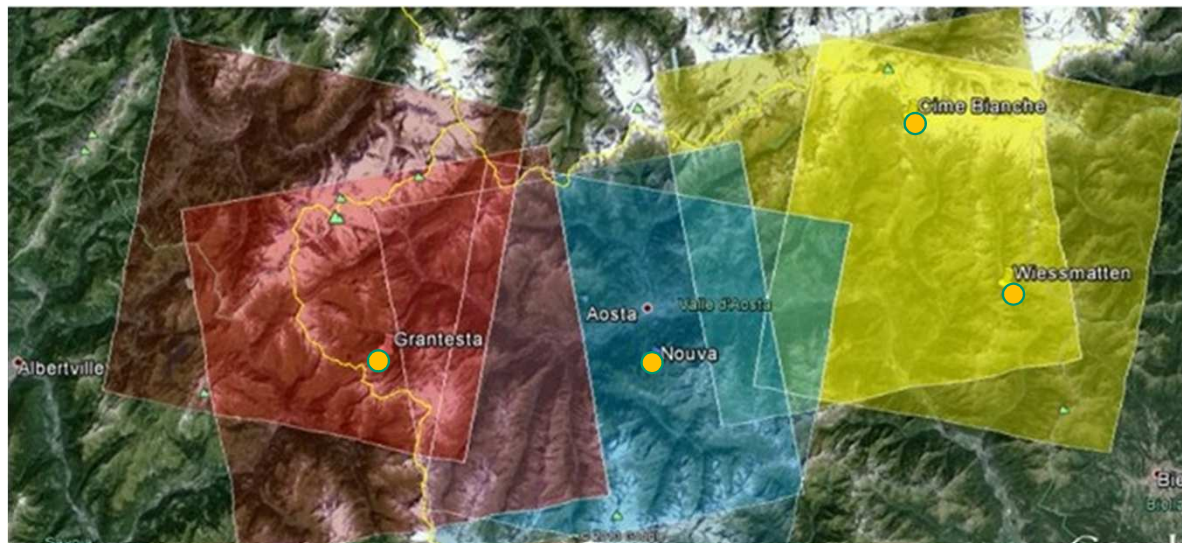 Cime Bianche
Wiessmatten
Aosta
Valle d'Aosta
Grantesta
Nouva
Albertville